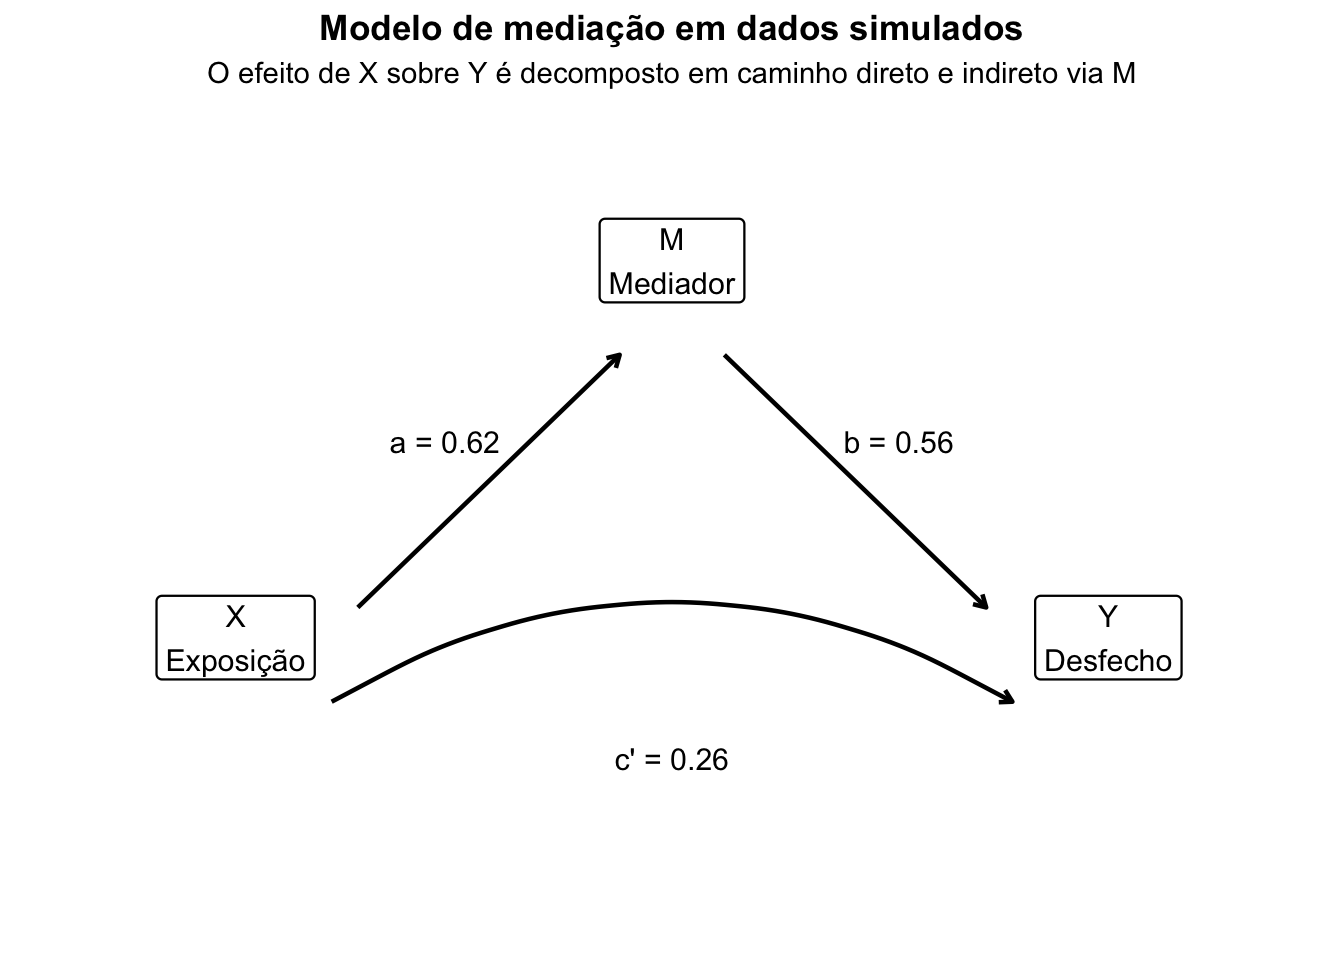 Modelo de mediação em dados simulados
O efeito de X sobre Y é decomposto em caminho direto e indireto via M
M
Mediador
a = 0.62
b = 0.56
X
Exposição
Y
Desfecho
c' = 0.26